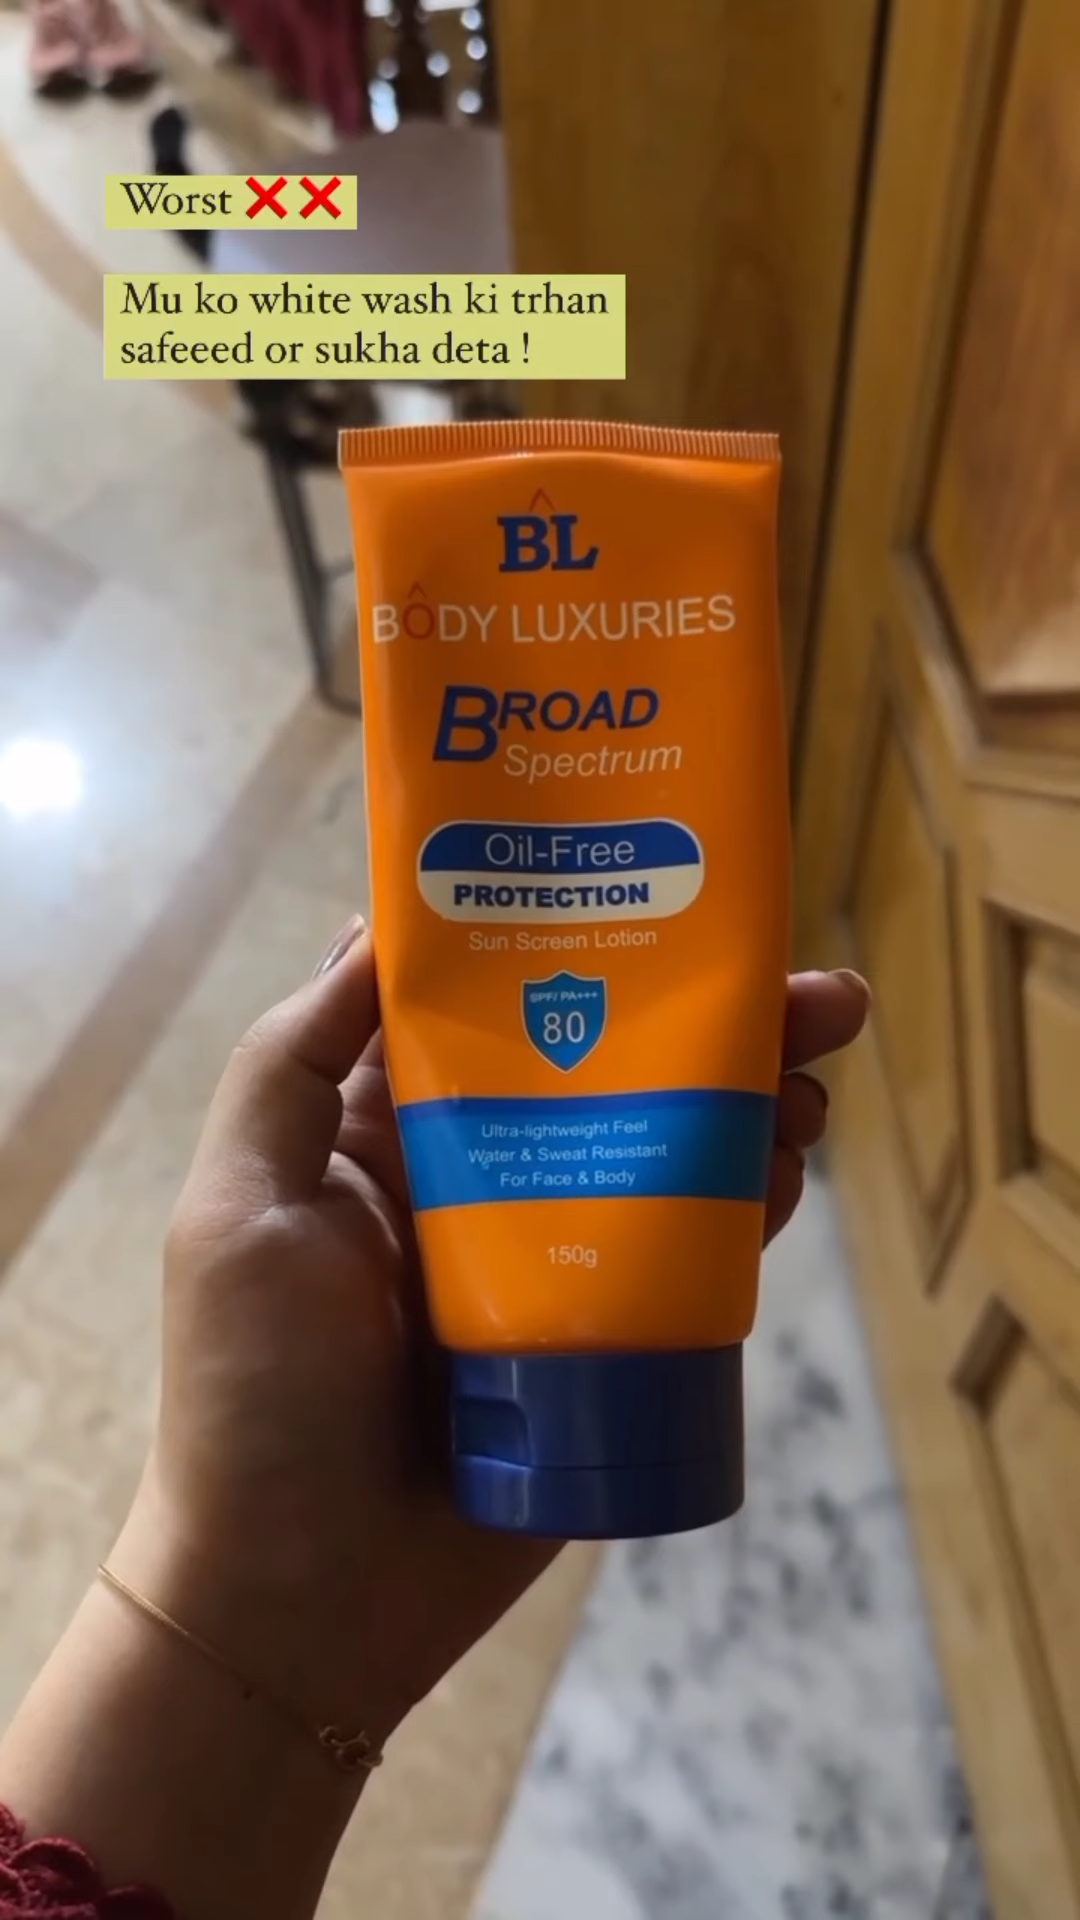 Worst ❌❌
Mu ko white wash ki trhan
safeeed or sukha deta !
BL
BÔDY LUXURIES
BROAD
Spectrum
Oil-Free
PROTECTION
Sun Screen Lotion
SPF/ PA+++
80
Ultra-lightweight Feel
Water & Sweat Resistant
For Face & Body
150g